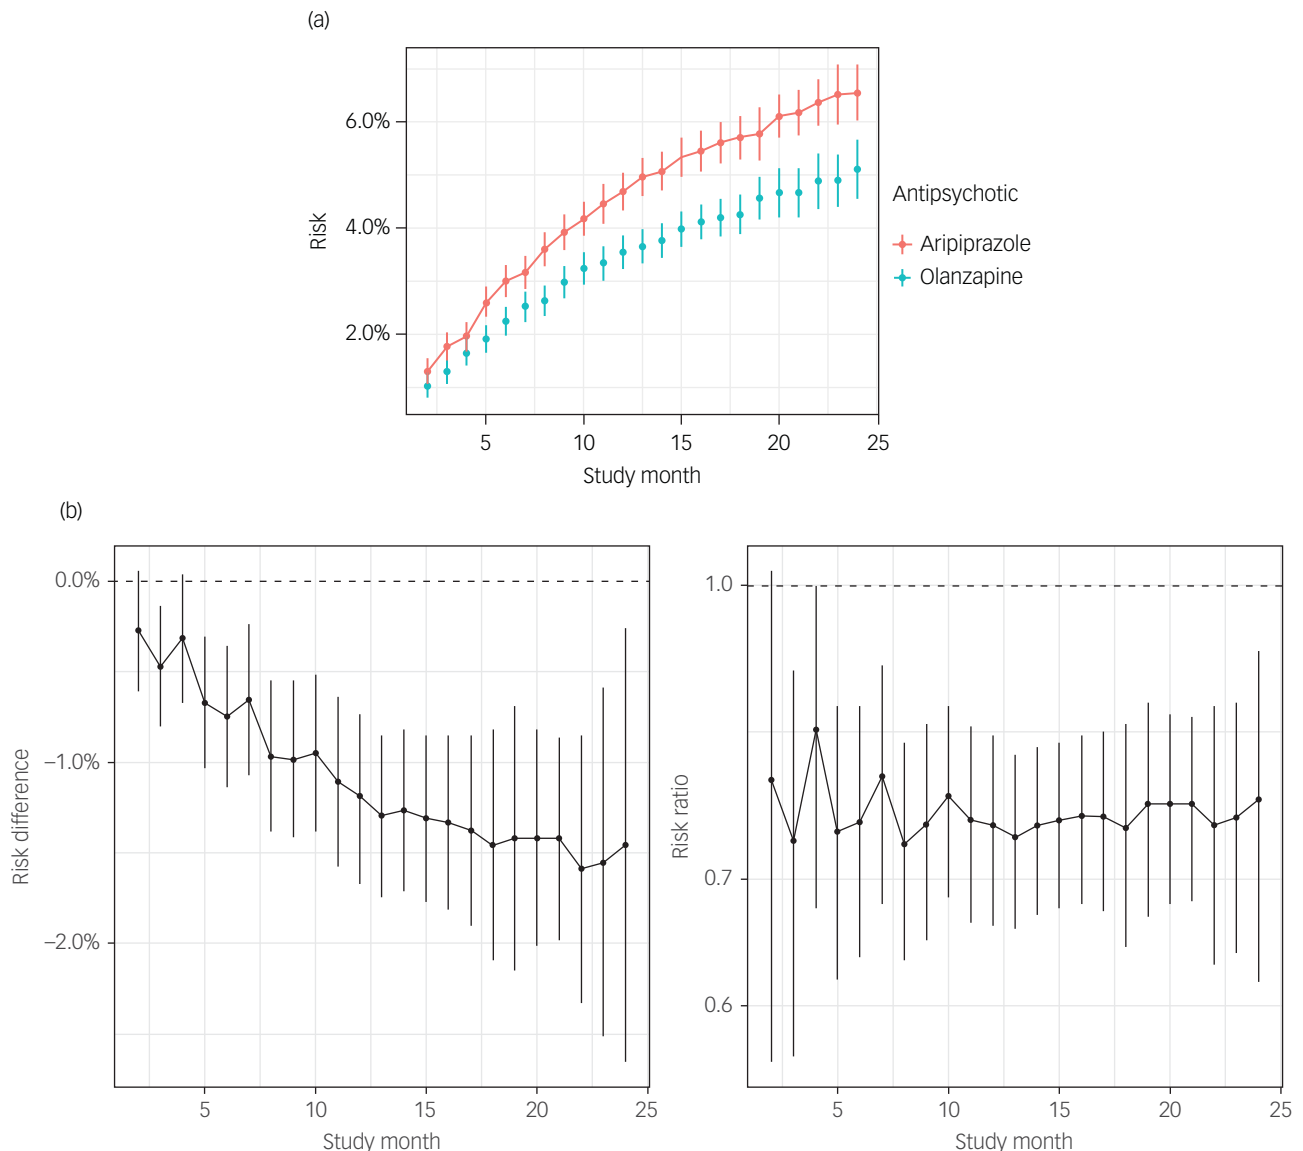 (a)
Risk
6.0%
4.0%
2.0%
5 10 15 20 25
Study month
Antipsychotic
Aripiprazole
Olanzapine
(b)
Risk difference
0.0%
−1.0%
−2.0%
5 10 15 20 25
Study month
Risk ratio
1.0
0.7
0.6
5 10 15 20 25
Study month